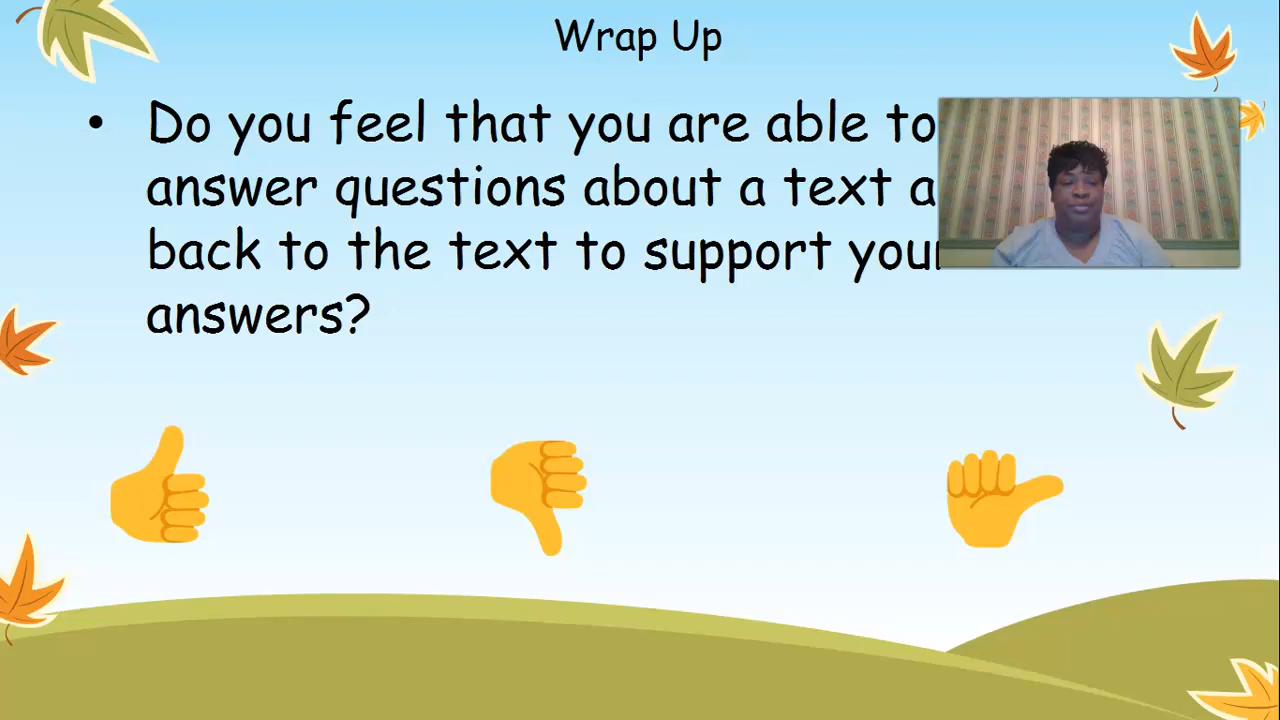 Wrap Up
• Do you feel that you are able to
answer questions about a text
back to the text to support your
answers?